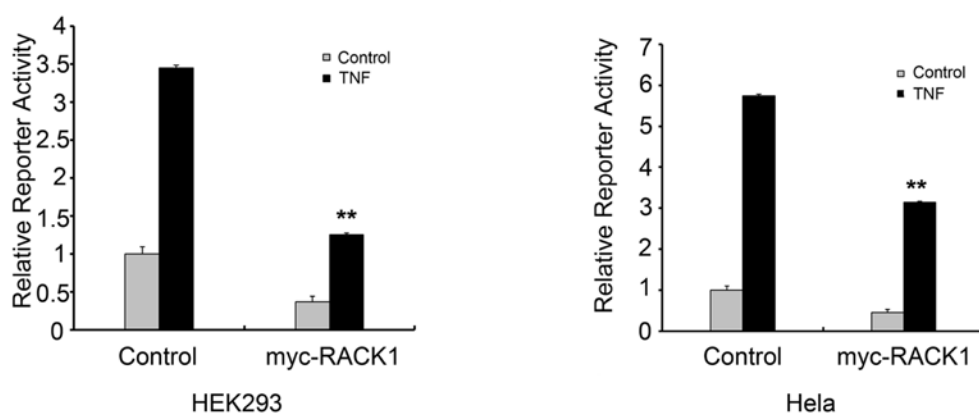 Relative Reporter Activity
4
3.5
3
2.5
2
1.5
1
0.5
0
Control
TNF
**
Control myc-RACK1
HEK293
Relative Reporter Activity
7
6
5
4
3
2
1
0
Control
TNF
**
Control myc-RACK1
Hela